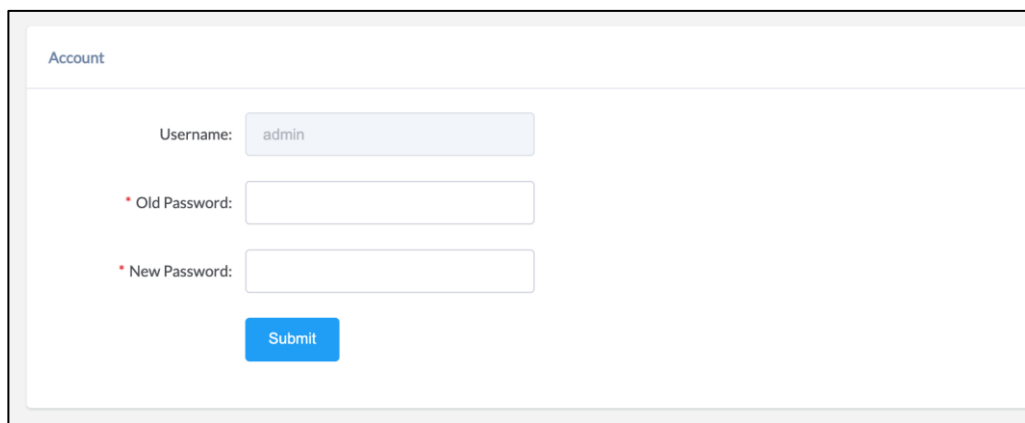 Account
Username: admin
* Old Password:
* New Password:
Submit